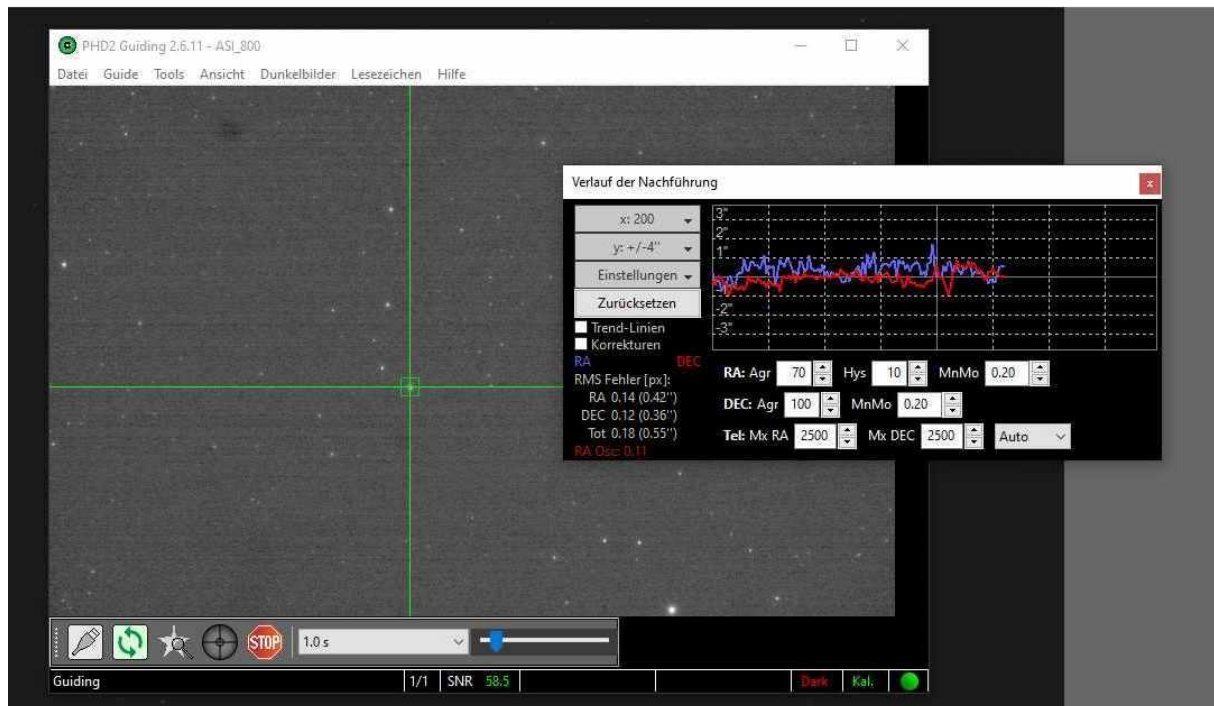 PHD2 Guiding 2.6.11 - ASI_800
Datei Guide Tools Ansicht Dunkelbilder Lesezeichen Hilfe
Verlauf der Nachführung
x
x: 200
y: +/-4''
Einstellungen
Zurücksetzen
Trend-Linien
Korrekturen
RA DEC
RMS Fehler [px]:
RA 0.14 (0.42'')
DEC 0.12 (0.36'')
Tot 0.18 (0.55'')
RA Osc: 0.11
3"
2"
1"
-1"
-2"
-3"
RA: Agr 70 Hys 10 MnMo 0.20
DEC: Agr 100 MnMo 0.20
Tel: Mx RA 2500 Mx DEC 2500 Auto
STOP 1.0 s
Guiding 1/1 SNR 58.5 Dark Kal.